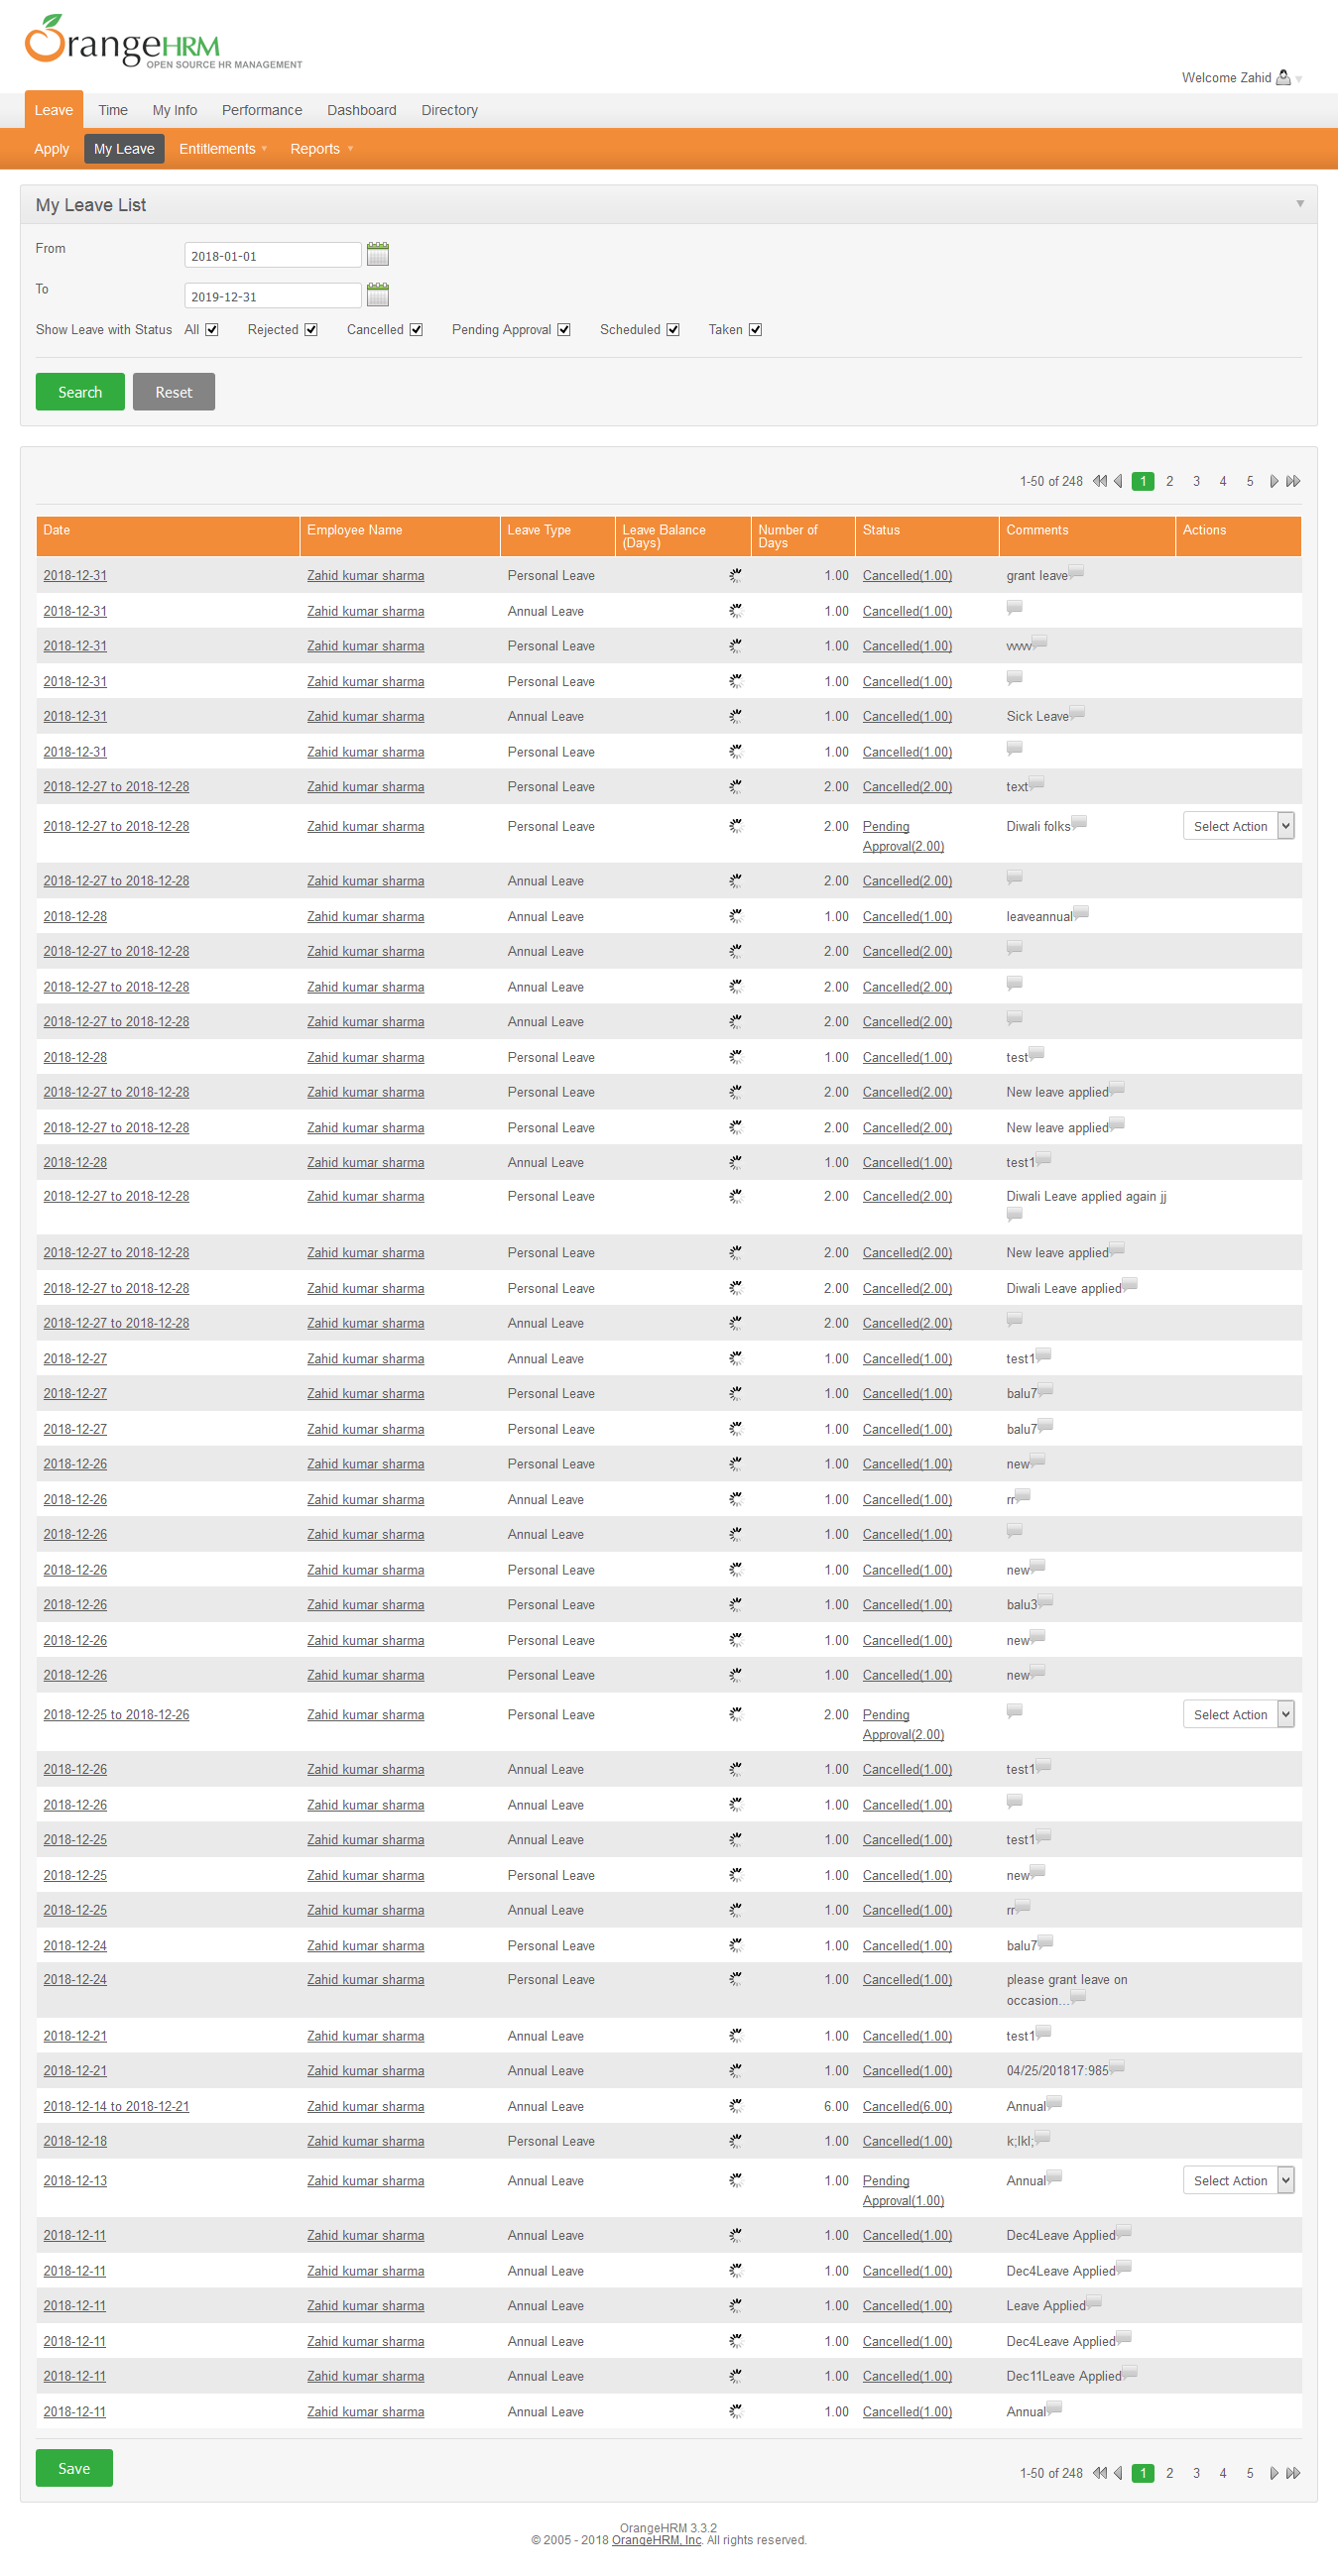 OrangeHRM
OPEN SOURCE HR MANAGEMENT
Welcome Zahid
Leave Time My Info Performance Dashboard Directory
Apply My Leave Entitlements Reports
My Leave List
From 2018-01-01
To 2019-12-31
Show Leave with Status All Rejected Cancelled Pending Approval Scheduled Taken
Search Reset
1-50 of 248 1 2 3 4 5
Date Employee Name Leave Type Leave Balance (Days) Number of Days Status Comments Actions
2018-12-31 Zahid kumar sharma Personal Leave 1.00 Cancelled(1.00) grant leave
2018-12-31 Zahid kumar sharma Annual Leave 1.00 Cancelled(1.00)
2018-12-31 Zahid kumar sharma Personal Leave 1.00 Cancelled(1.00)
2018-12-31 Zahid kumar sharma Personal Leave 1.00 Cancelled(1.00)
2018-12-31 Zahid kumar sharma Annual Leave 1.00 Cancelled(1.00) Sick Leave
2018-12-31 Zahid kumar sharma Personal Leave 1.00 Cancelled(1.00)
2018-12-27 to 2018-12-28 Zahid kumar sharma Personal Leave 2.00 Cancelled(2.00) text
2018-12-27 to 2018-12-28 Zahid kumar sharma Personal Leave 2.00 Pending Approval(2.00) Diwali folks Select Action
2018-12-27 to 2018-12-28 Zahid kumar sharma Annual Leave 2.00 Cancelled(2.00)
2018-12-28 Zahid kumar sharma Annual Leave 1.00 Cancelled(1.00) leaveannual
2018-12-27 to 2018-12-28 Zahid kumar sharma Annual Leave 2.00 Cancelled(2.00)
2018-12-27 to 2018-12-28 Zahid kumar sharma Annual Leave 2.00 Cancelled(2.00)
2018-12-27 to 2018-12-28 Zahid kumar sharma Annual Leave 2.00 Cancelled(2.00)
2018-12-28 Zahid kumar sharma Personal Leave 1.00 Cancelled(1.00) test
2018-12-27 to 2018-12-28 Zahid kumar sharma Personal Leave 2.00 Cancelled(2.00) New leave applied
2018-12-27 to 2018-12-28 Zahid kumar sharma Personal Leave 2.00 Cancelled(2.00) New leave applied
2018-12-28 Zahid kumar sharma Annual Leave 1.00 Cancelled(1.00) test1
2018-12-27 to 2018-12-28 Zahid kumar sharma Personal Leave 2.00 Cancelled(2.00) Diwali Leave applied again jj
2018-12-27 to 2018-12-28 Zahid kumar sharma Personal Leave 2.00 Cancelled(2.00) New leave applied
2018-12-27 to 2018-12-28 Zahid kumar sharma Personal Leave 2.00 Cancelled(2.00) Diwali Leave applied
2018-12-27 to 2018-12-28 Zahid kumar sharma Annual Leave 2.00 Cancelled(2.00)
2018-12-27 Zahid kumar sharma Annual Leave 1.00 Cancelled(1.00) test1
2018-12-27 Zahid kumar sharma Personal Leave 1.00 Cancelled(1.00) balu7
2018-12-27 Zahid kumar sharma Personal Leave 1.00 Cancelled(1.00) balu7
2018-12-26 Zahid kumar sharma Personal Leave 1.00 Cancelled(1.00) new
2018-12-26 Zahid kumar sharma Annual Leave 1.00 Cancelled(1.00) rr
2018-12-26 Zahid kumar sharma Annual Leave 1.00 Cancelled(1.00)
2018-12-26 Zahid kumar sharma Personal Leave 1.00 Cancelled(1.00) new
2018-12-26 Zahid kumar sharma Personal Leave 1.00 Cancelled(1.00) balu3
2018-12-26 Zahid kumar sharma Personal Leave 1.00 Cancelled(1.00) new
2018-12-26 Zahid kumar sharma Personal Leave 1.00 Cancelled(1.00) new
2018-12-25 to 2018-12-26 Zahid kumar sharma Personal Leave 2.00 Pending Approval(2.00) Select Action
2018-12-26 Zahid kumar sharma Annual Leave 1.00 Cancelled(1.00) test1
2018-12-26 Zahid kumar sharma Annual Leave 1.00 Cancelled(1.00)
2018-12-25 Zahid kumar sharma Annual Leave 1.00 Cancelled(1.00) test1
2018-12-25 Zahid kumar sharma Personal Leave 1.00 Cancelled(1.00) new
2018-12-25 Zahid kumar sharma Annual Leave 1.00 Cancelled(1.00) rr
2018-12-24 Zahid kumar sharma Personal Leave 1.00 Cancelled(1.00) balu7
2018-12-24 Zahid kumar sharma Personal Leave 1.00 Cancelled(1.00) please grant leave on occasion...
2018-12-21 Zahid kumar sharma Annual Leave 1.00 Cancelled(1.00) test1
2018-12-21 Zahid kumar sharma Annual Leave 1.00 Cancelled(1.00) 04/25/201817:985
2018-12-14 to 2018-12-21 Zahid kumar sharma Annual Leave 6.00 Cancelled(6.00) Annual
2018-12-18 Zahid kumar sharma Personal Leave 1.00 Cancelled(1.00) k;lkl;
2018-12-13 Zahid kumar sharma Annual Leave 1.00 Pending Approval(1.00) Annual Select Action
2018-12-11 Zahid kumar sharma Annual Leave 1.00 Cancelled(1.00) Dec4Leave Applied
2018-12-11 Zahid kumar sharma Annual Leave 1.00 Cancelled(1.00) Dec4Leave Applied
2018-12-11 Zahid kumar sharma Annual Leave 1.00 Cancelled(1.00) Leave Applied
2018-12-11 Zahid kumar sharma Annual Leave 1.00 Cancelled(1.00) Dec4Leave Applied
2018-12-11 Zahid kumar sharma Annual Leave 1.00 Cancelled(1.00) Dec11Leave Applied
2018-12-11 Zahid kumar sharma Annual Leave 1.00 Cancelled(1.00) Annual
Save 1-50 of 248 1 2 3 4 5
OrangeHRM 3.3.2
© 2005 - 2018 OrangeHRM, Inc. All rights reserved.